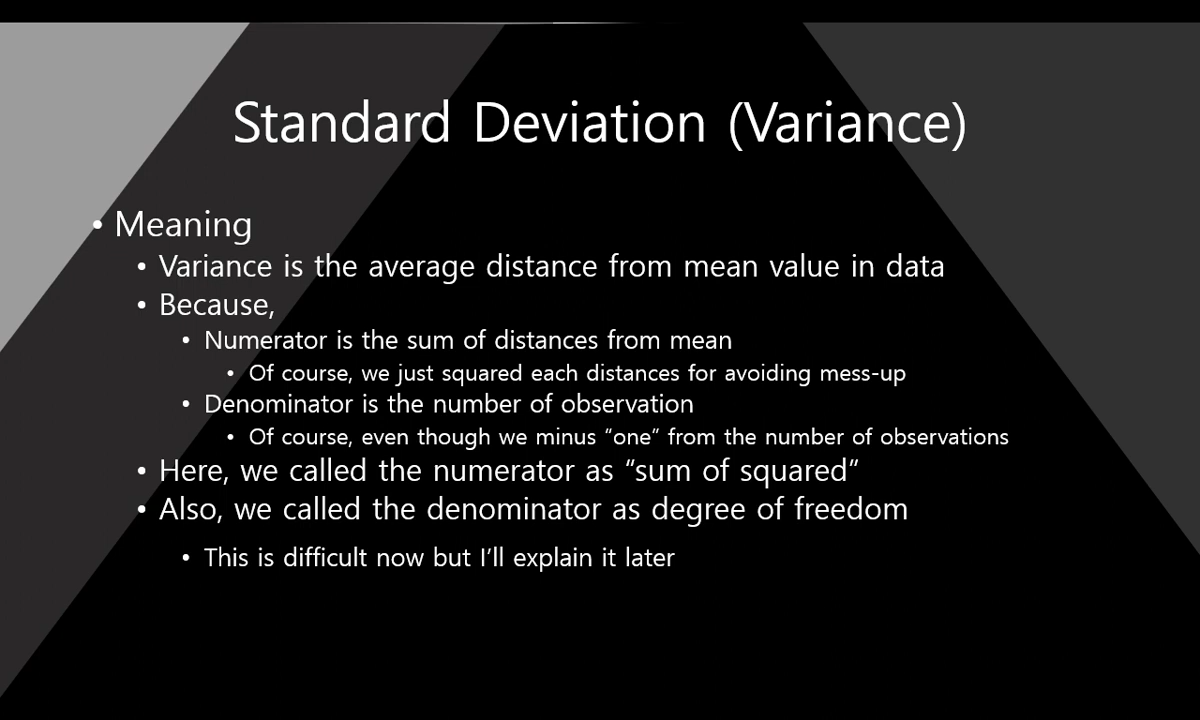 Standard Deviation (Variance)
• Meaning
• Variance is the average distance from mean value in data
• Because,
• Numerator is the sum of distances from mean
• Of course, we just squared each distances for avoiding mess-up
• Denominator is the number of observation
• Of course, even though we minus “one” from the number of observations
• Here, we called the numerator as “sum of squared”
• Also, we called the denominator as degree of freedom
• This is difficult now but I’ll explain it later